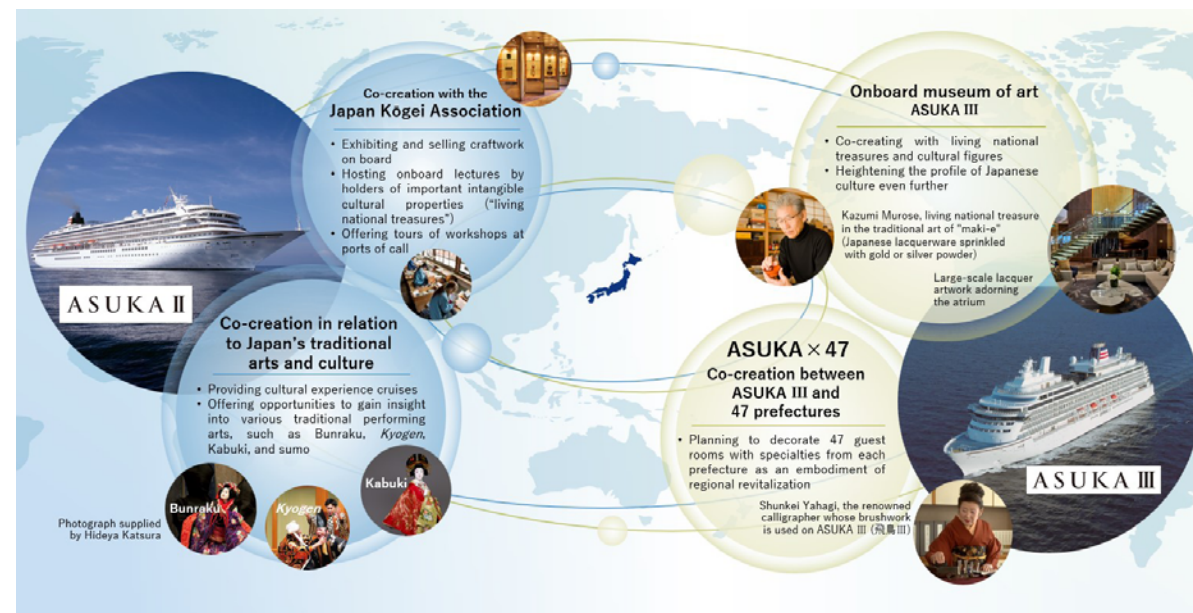 Co-creation with the
Japan Kōgei Association
• Exhibiting and selling craftwork
on board
• Hosting onboard lectures by
holders of important intangible
cultural properties (“living
national treasures”)
• Offering tours of workshops at
ports of call
ASUKA II
Co-creation in relation
to Japan’s traditional
arts and culture
• Providing cultural experience cruises
• Offering opportunities to gain insight
into various traditional performing
arts, such as Bunraku, Kyogen,
Kabuki, and sumo
Bunraku
Kyogen
Kabuki
Photograph supplied
by Hideya Katsura
Onboard museum of art
ASUKA III
• Co-creating with living national
treasures and cultural figures
• Heightening the profile of Japanese
culture even further
Kazumi Murose, living national treasure
in the traditional art of "maki-e"
(Japanese lacquerware sprinkled
with gold or silver powder)
Large-scale lacquer
artwork adorning
the atrium
ASUKA×47
Co-creation between
ASUKA III and
47 prefectures
• Planning to decorate 47 guest
rooms with specialties from each
prefecture as an embodiment of
regional revitalization
Shunkei Yahagi, the renowned
calligrapher whose brushwork
is used on ASUKA III (飛鳥III)
ASUKA III